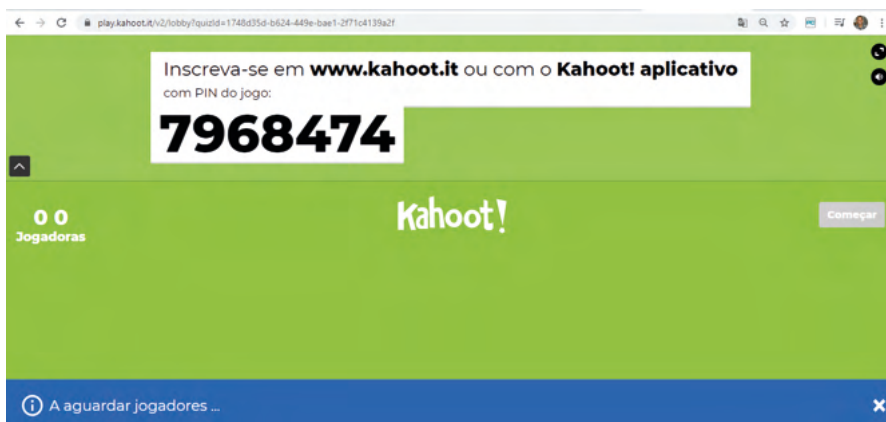 play.kahoot.it/v2/lobby?quizId=1748d35d-b624-449e-bae1-2f71c4139a2f
Inscreva-se em www.kahoot.it ou com o Kahoot! aplicativo
com PIN do jogo:
7968474
0 0
Jogadoras
Kahoot!
Começar
A aguardar jogadores ...